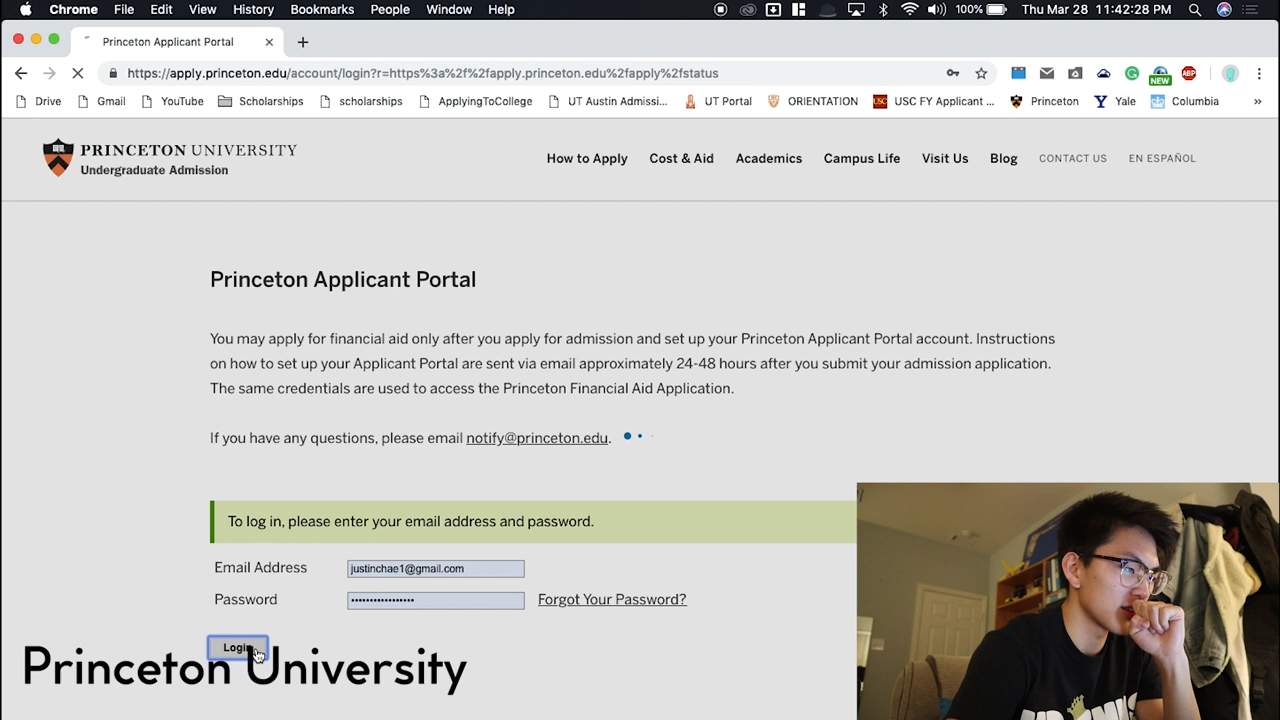 Chrome File Edit View History Bookmarks People Window Help 100% Thu Mar 28 11:42:28 PM
Princeton Applicant Portal
https://apply.princeton.edu/account/login?r=https%3a%2f%2fapply.princeton.edu%2fapply%2fstatus
NEW
ABP
Drive Gmail YouTube Scholarships scholarships ApplyingToCollege UT Austin Admissi... UT Portal ORIENTATION USC FY Applicant ... Princeton Yale Columbia »
PRINCETON UNIVERSITY
Undergraduate Admission
How to Apply Cost & Aid Academics Campus Life Visit Us Blog CONTACT US EN ESPAÑOL
Princeton Applicant Portal
You may apply for financial aid only after you apply for admission and set up your Princeton Applicant Portal account. Instructions
on how to set up your Applicant Portal are sent via email approximately 24-48 hours after you submit your admission application.
The same credentials are used to access the Princeton Financial Aid Application.
If you have any questions, please email notify@princeton.edu.
To log in, please enter your email address and password.
Email Address justinchae1@gmail.com
Password •••••••••••••••• Forgot Your Password?
Login
Princeton University